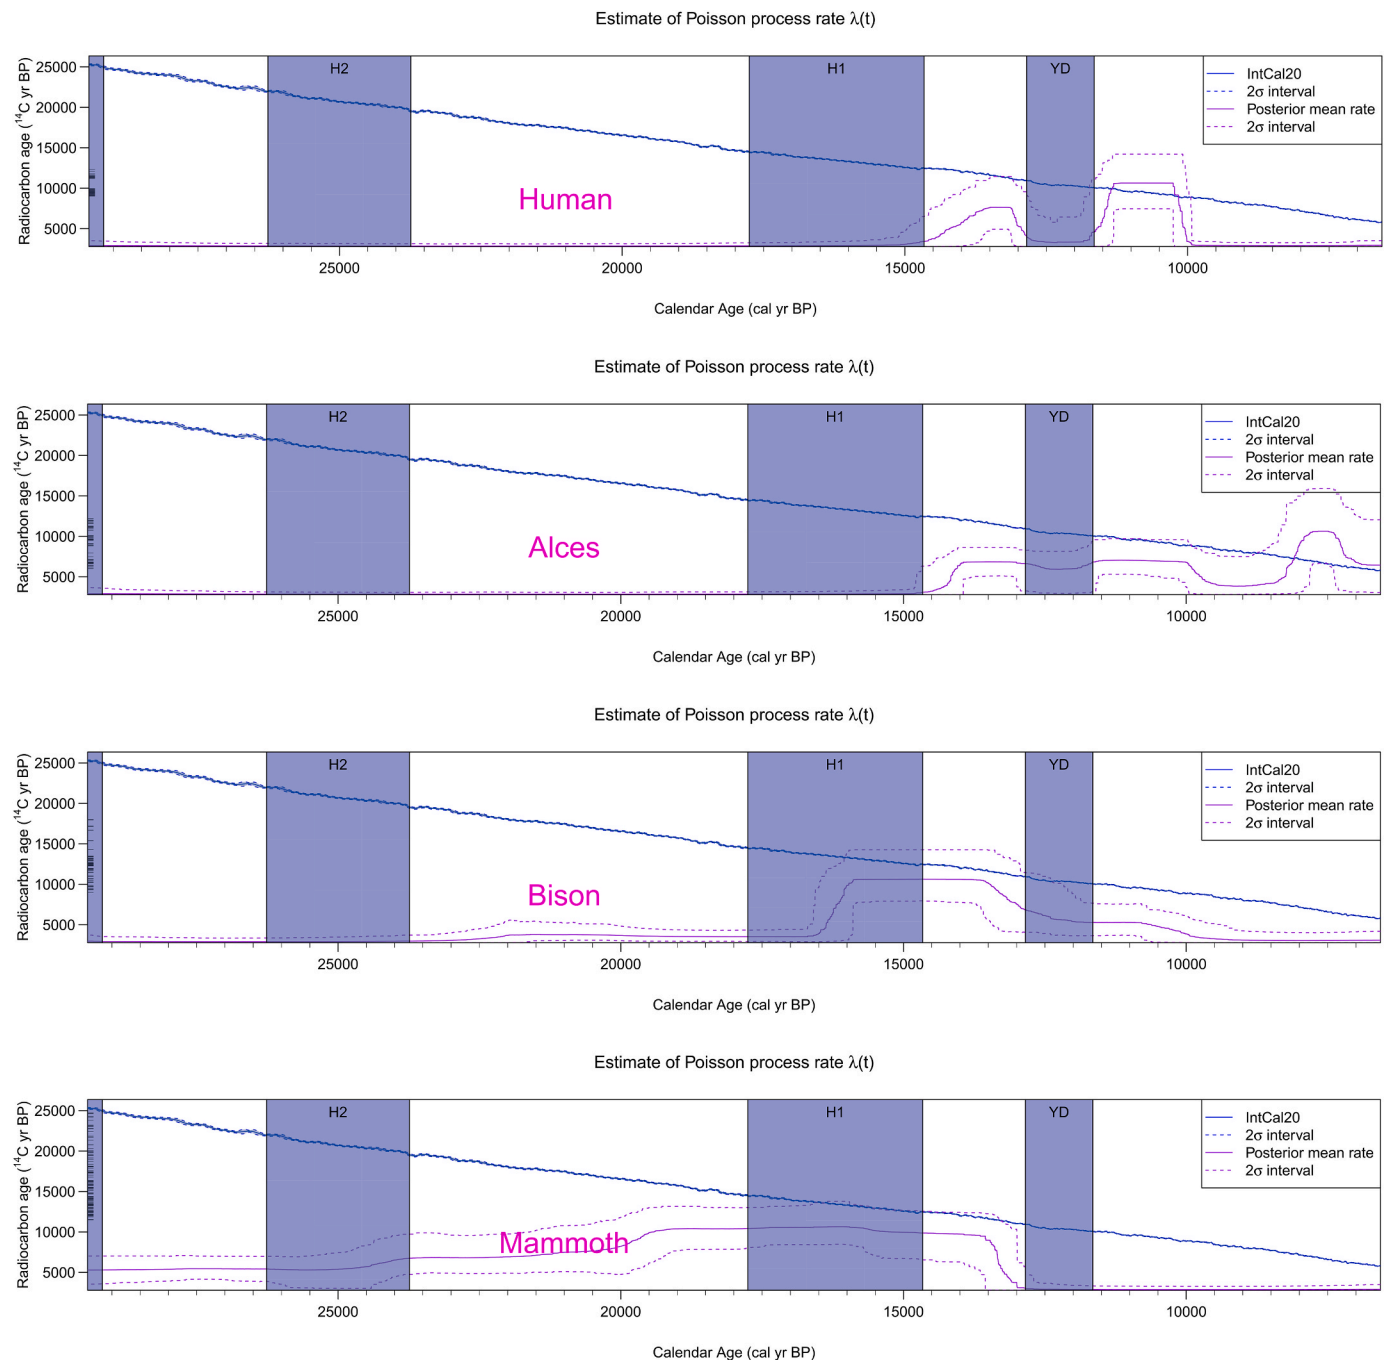 Estimate of Poisson process rate λ(t)
Radiocarbon age (¹⁴C yr BP)
25000
20000
15000
10000
5000
H2
H1
YD
IntCal20
2σ interval
Posterior mean rate
2σ interval
Human
25000 20000 15000 10000
Calendar Age (cal yr BP)
Estimate of Poisson process rate λ(t)
Radiocarbon age (¹⁴C yr BP)
25000
20000
15000
10000
5000
H2
H1
YD
IntCal20
2σ interval
Posterior mean rate
2σ interval
Alces
25000 20000 15000 10000
Calendar Age (cal yr BP)
Estimate of Poisson process rate λ(t)
Radiocarbon age (¹⁴C yr BP)
25000
20000
15000
10000
5000
H2
H1
YD
IntCal20
2σ interval
Posterior mean rate
2σ interval
Bison
25000 20000 15000 10000
Calendar Age (cal yr BP)
Estimate of Poisson process rate λ(t)
Radiocarbon age (¹⁴C yr BP)
25000
20000
15000
10000
5000
H2
H1
YD
IntCal20
2σ interval
Posterior mean rate
2σ interval
Mammoth
25000 20000 15000 10000
Calendar Age (cal yr BP)